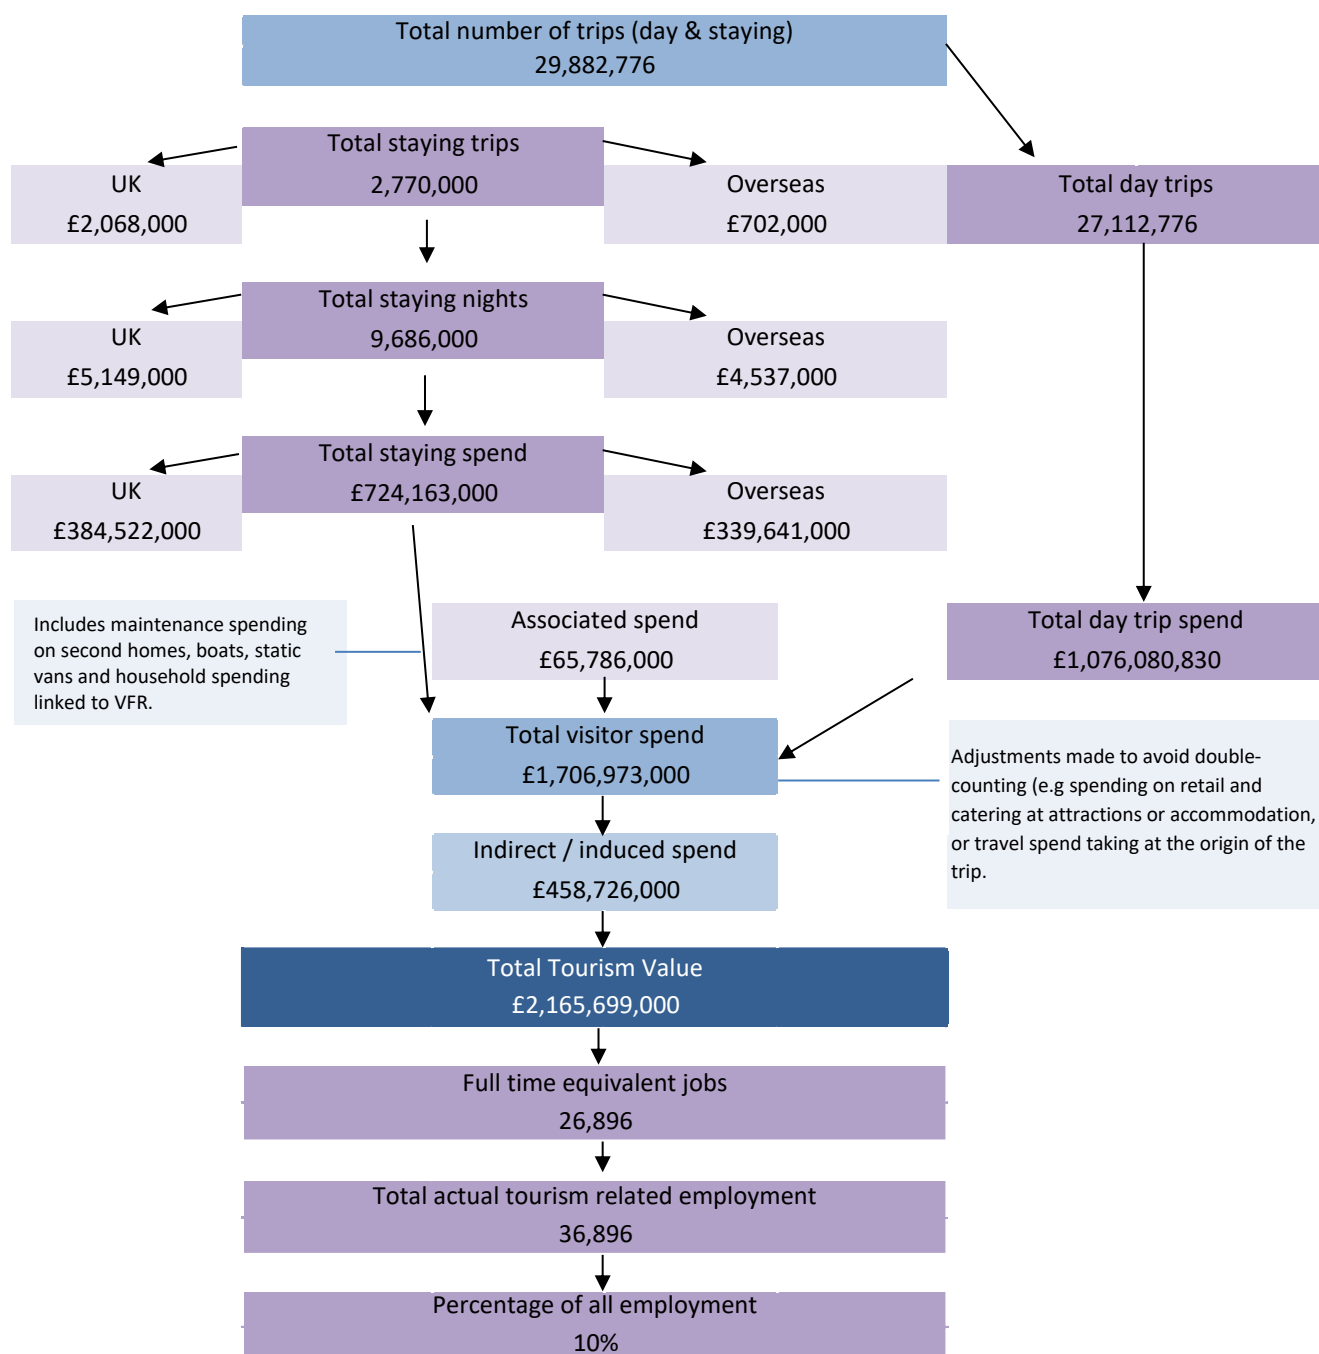 Total number of trips (day & staying)
29,882,776
Total staying trips
2,770,000
UK
£2,068,000
Overseas
£702,000
Total day trips
27,112,776
Total staying nights
9,686,000
UK
£5,149,000
Overseas
£4,537,000
Total staying spend
£724,163,000
UK
£384,522,000
Overseas
£339,641,000
Includes maintenance spending
on second homes, boats, static
vans and household spending
linked to VFR.
Associated spend
£65,786,000
Total day trip spend
£1,076,080,830
Total visitor spend
£1,706,973,000
Adjustments made to avoid double-
counting (e.g spending on retail and
catering at attractions or accommodation,
or travel spend taking at the origin of the
trip.
Indirect / induced spend
£458,726,000
Total Tourism Value
£2,165,699,000
Full time equivalent jobs
26,896
Total actual tourism related employment
36,896
Percentage of all employment
10%